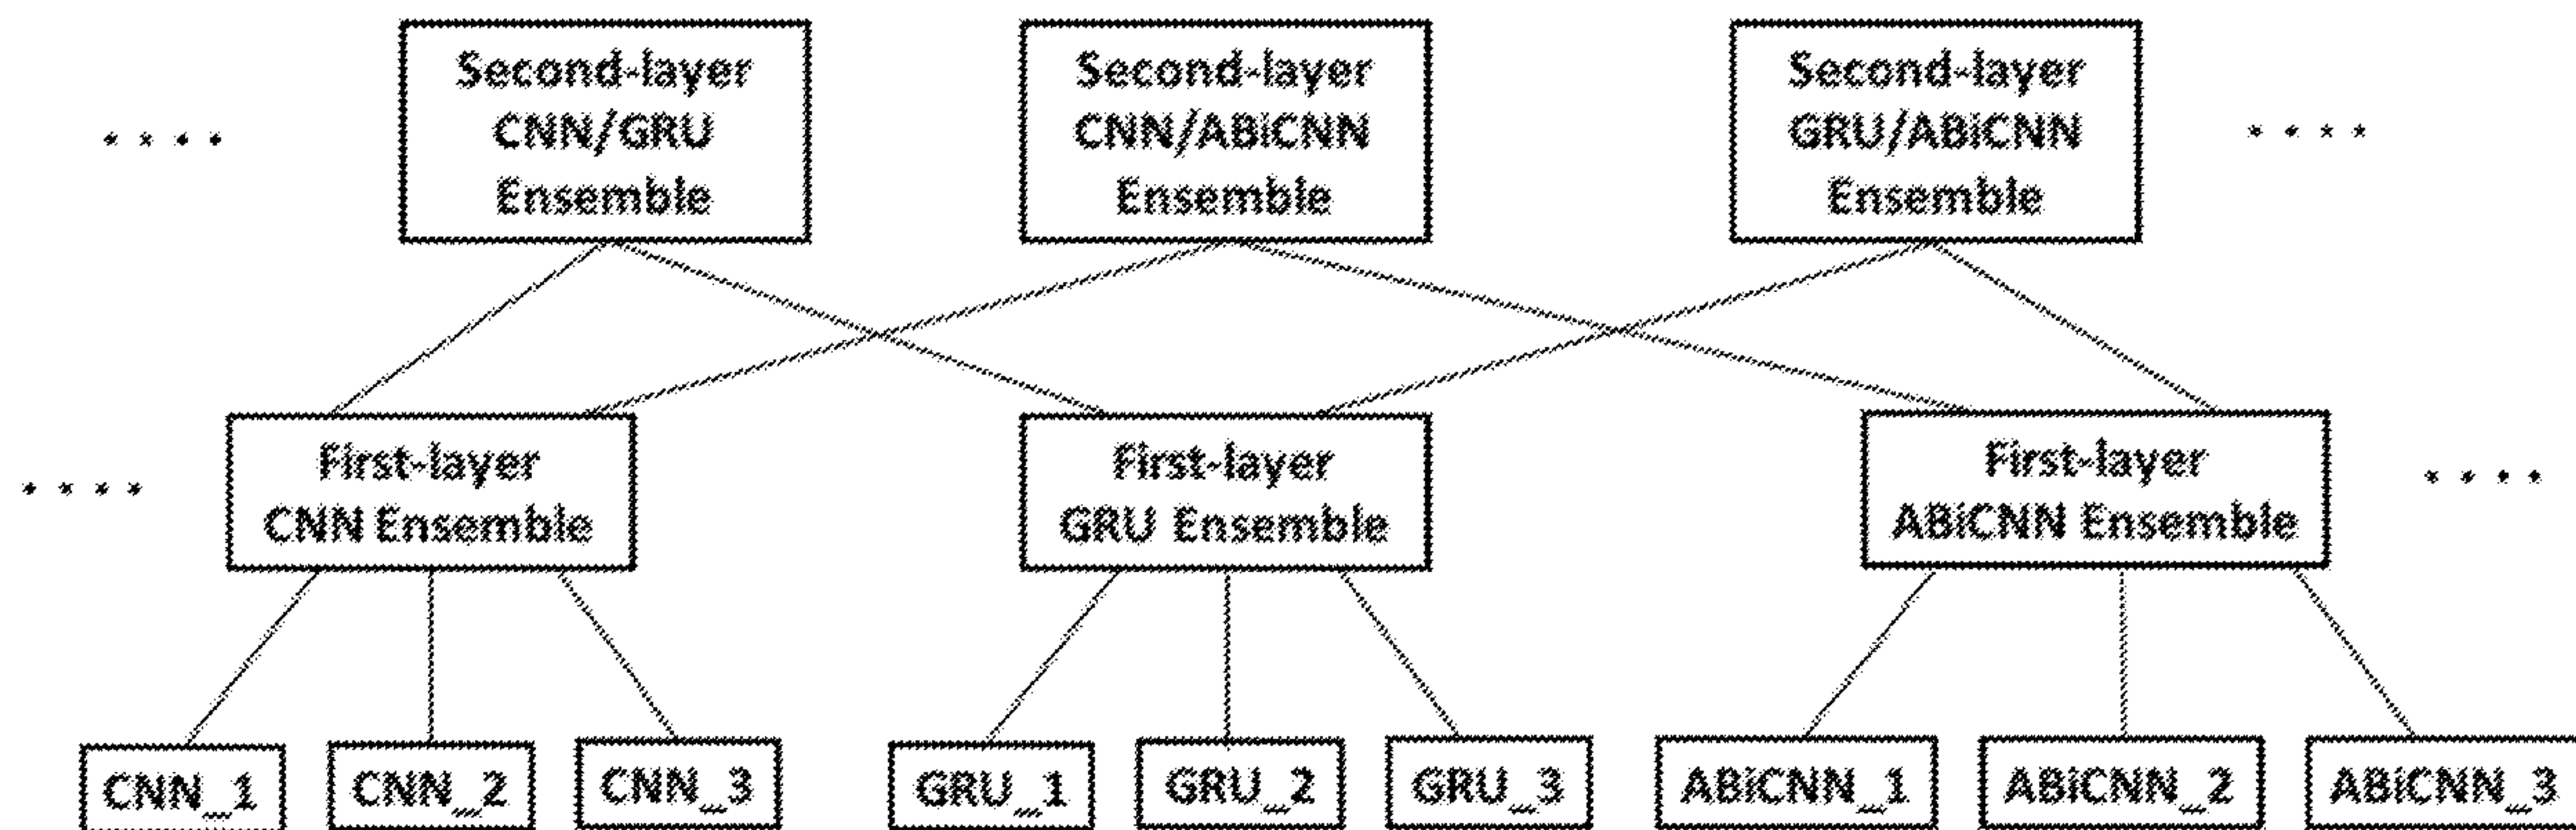 Second-layer
CNN/GRU
Ensemble
Second-layer
CNN/ABiCNN
Ensemble
Second-layer
GRU/ABiCNN
Ensemble
. . . .
. . . .
First-layer
CNN Ensemble
First-layer
GRU Ensemble
First-layer
ABiCNN Ensemble
. . . .
. . . .
CNN_1
CNN_2
CNN_3
GRU_1
GRU_2
GRU_3
ABiCNN_1
ABiCNN_2
ABiCNN_3